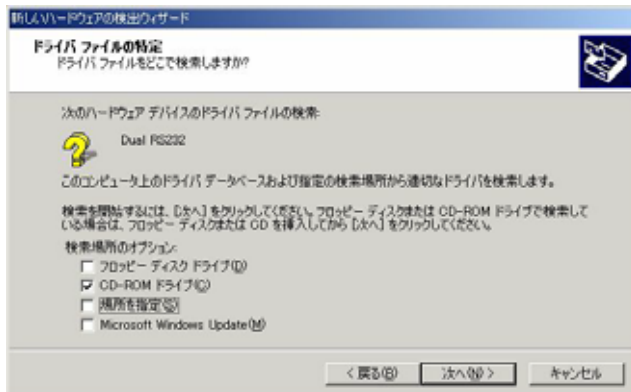 新しいハードウェアの検出ウィザード
ドライバ ファイルの特定
ドライバ ファイルをどこで検索しますか?
次のハードウェア デバイスのドライバ ファイルの検索:
Dual RS232
このコンピュータ上のドライバ データベースおよび指定の検索場所から適切なドライバを検索します。
検索を開始するには、[次へ] をクリックしてください。フロッピー ディスクまたは CD-ROM ドライブで検索して
いる場合は、フロッピー ディスクまたは CD を挿入してから [次へ] をクリックしてください。
検索場所のオプション:
フロッピー ディスク ドライブ(D)
CD-ROM ドライブ(C)
場所を指定(S)
Microsoft Windows Update(M)
< 戻る(B)
次へ(N) >
キャンセル